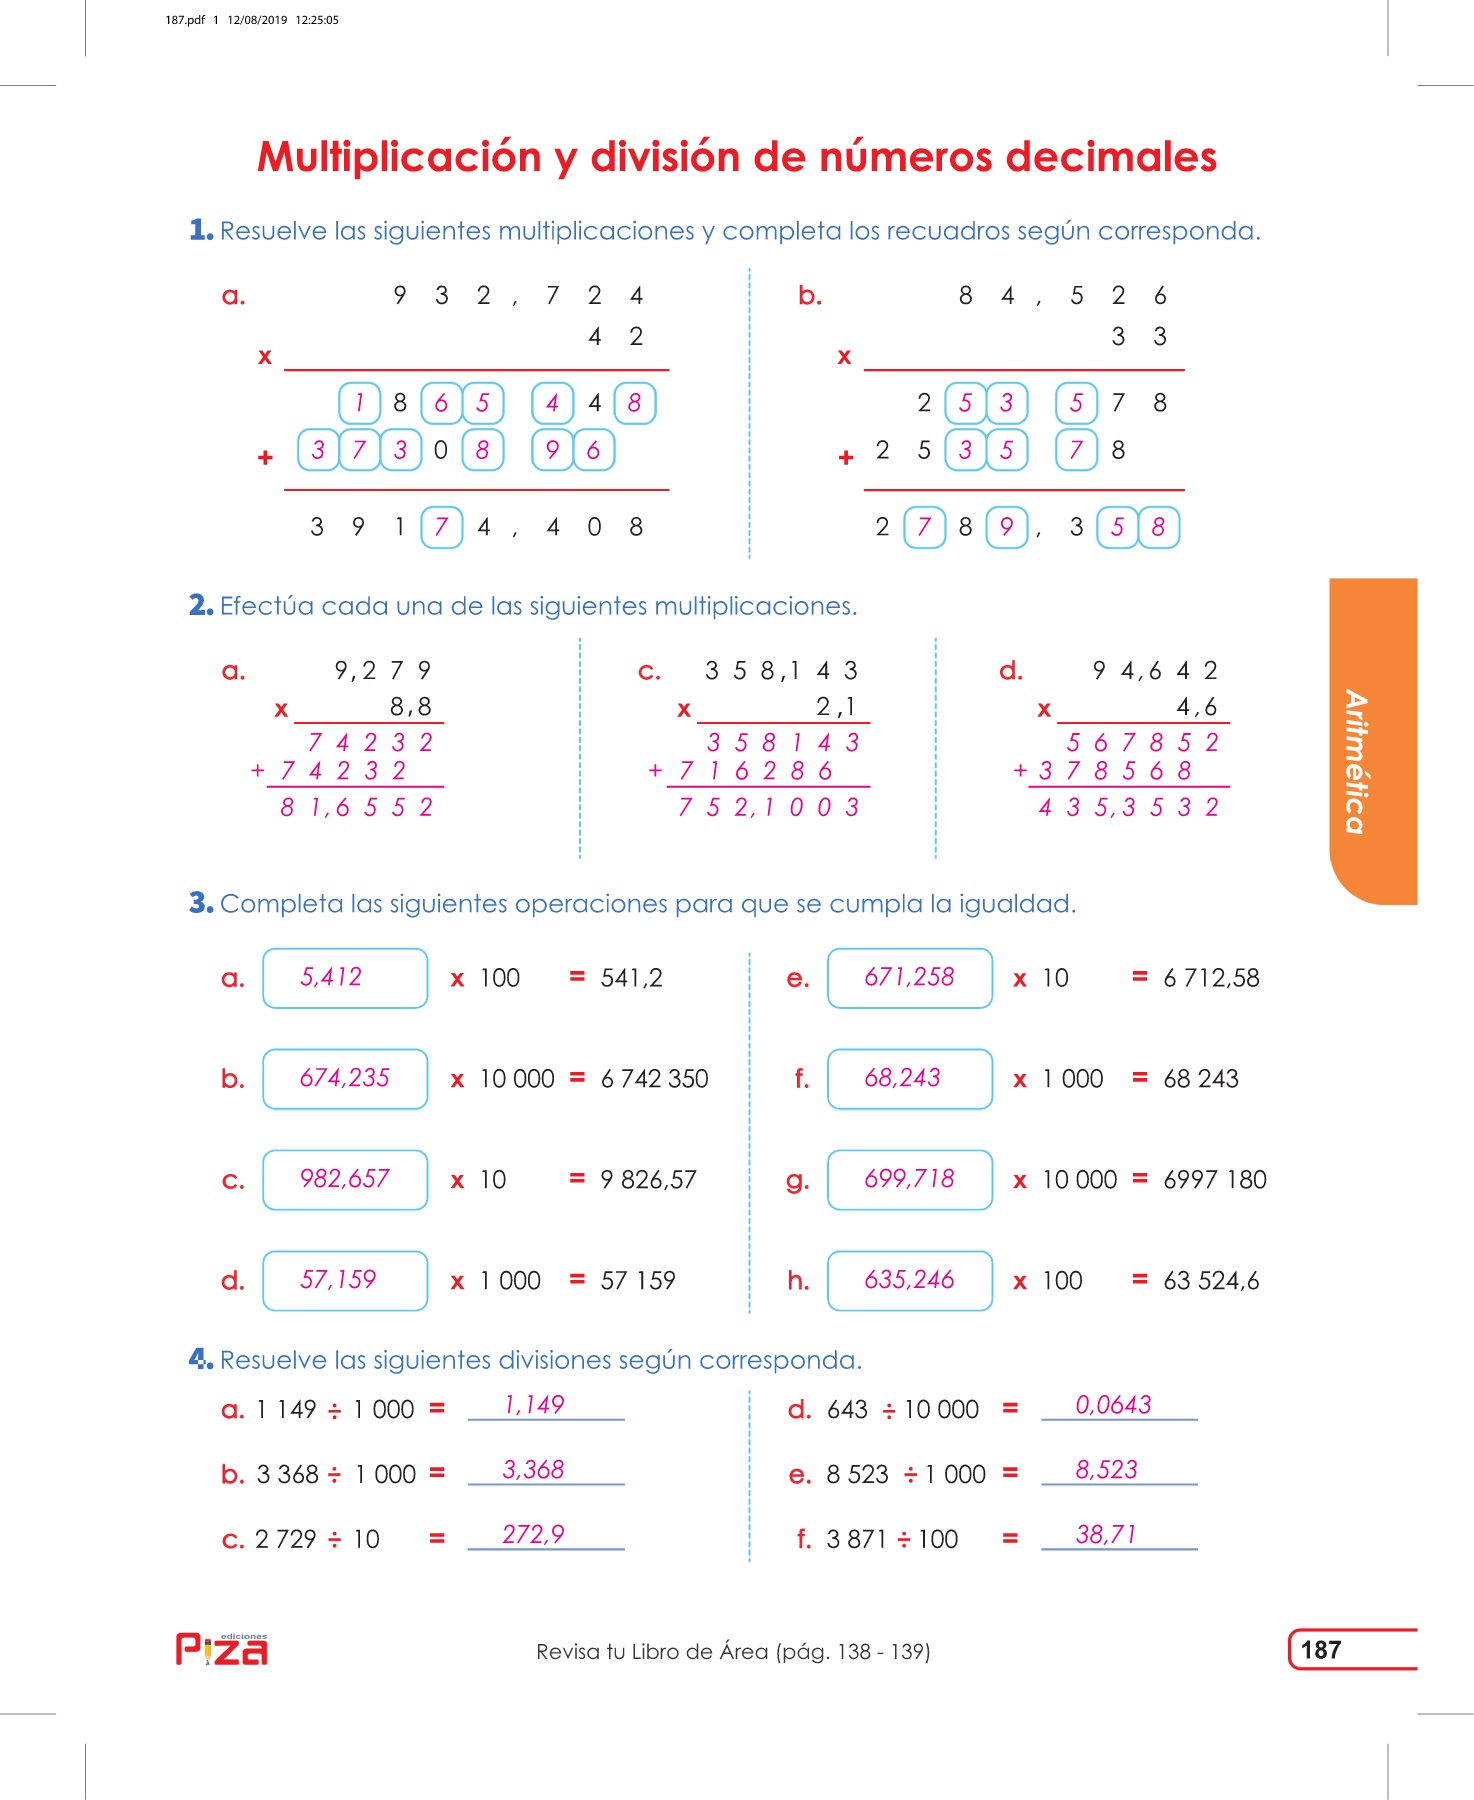 187.pdf 1 12/08/2019 12:25:05
Multiplicación y división de números decimales
1. Resuelve las siguientes multiplicaciones y completa los recuadros según corresponda.
a.
9 3 2 , 7 2 4
4 2
x
1 8 6 5 4 4 8
+ 3 7 3 0 8 9 6
3 9 1 7 4 , 4 0 8
b.
8 4 , 5 2 6
3 3
x
2 5 3 5 7 8
+ 2 5 3 5 7 8
2 7 8 9 , 3 5 8
2. Efectúa cada una de las siguientes multiplicaciones.
a. 9,2 7 9
x 8,8
7 4 2 3 2
+ 7 4 2 3 2
8 1,6 5 5 2
c. 3 5 8,1 4 3
x 2,1
3 5 8 1 4 3
+ 7 1 6 2 8 6
7 5 2,1 0 0 3
d. 9 4,6 4 2
x 4,6
5 6 7 8 5 2
+ 3 7 8 5 6 8
4 3 5,3 5 3 2
Aritmética
3. Completa las siguientes operaciones para que se cumpla la igualdad.
a. 5,412 x 100 = 541,2
b. 674,235 x 10 000 = 6 742 350
c. 982,657 x 10 = 9 826,57
d. 57,159 x 1 000 = 57 159
e. 671,258 x 10 = 6 712,58
f. 68,243 x 1 000 = 68 243
g. 699,718 x 10 000 = 6997 180
h. 635,246 x 100 = 63 524,6
4. Resuelve las siguientes divisiones según corresponda.
a. 1 149 ÷ 1 000 = 1,149
b. 3 368 ÷ 1 000 = 3,368
c. 2 729 ÷ 10 = 272,9
d. 643 ÷ 10 000 = 0,0643
e. 8 523 ÷ 1 000 = 8,523
f. 3 871 ÷ 100 = 38,71
ediciones
Piza
Revisa tu Libro de Área (pág. 138 - 139)
187